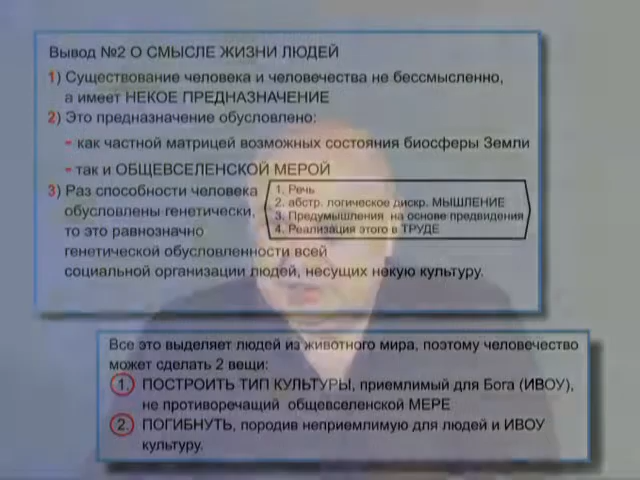 Вывод №2 О СМЫСЛЕ ЖИЗНИ ЛЮДЕЙ
1) Существование человека и человечества не бессмысленно,
а имеет НЕКОЕ ПРЕДНАЗНАЧЕНИЕ
2) Это предназначение обусловлено:
- как частной матрицей возможных состояния биосферы Земли
- так и ОБЩЕВСЕЛЕНСКОЙ МЕРОЙ
3) Раз способности человека
обусловлены генетически,
то это равнозначно
генетической обусловленности всей
социальной организации людей, несущих некую культуру.
1. Речь
2. абстр. логическое дискр. МЫШЛЕНИЕ
3. Предумышления на основе предвидения
4. Реализация этого в ТРУДЕ
Все это выделяет людей из животного мира, поэтому человечество
может сделать 2 вещи:
1. ПОСТРОИТЬ ТИП КУЛЬТУРЫ, приемлимый для Бога (ИВОУ),
не противоречащий общевселенской МЕРЕ
2. ПОГИБНУТЬ, породив неприемлимую для людей и ИВОУ
культуру.